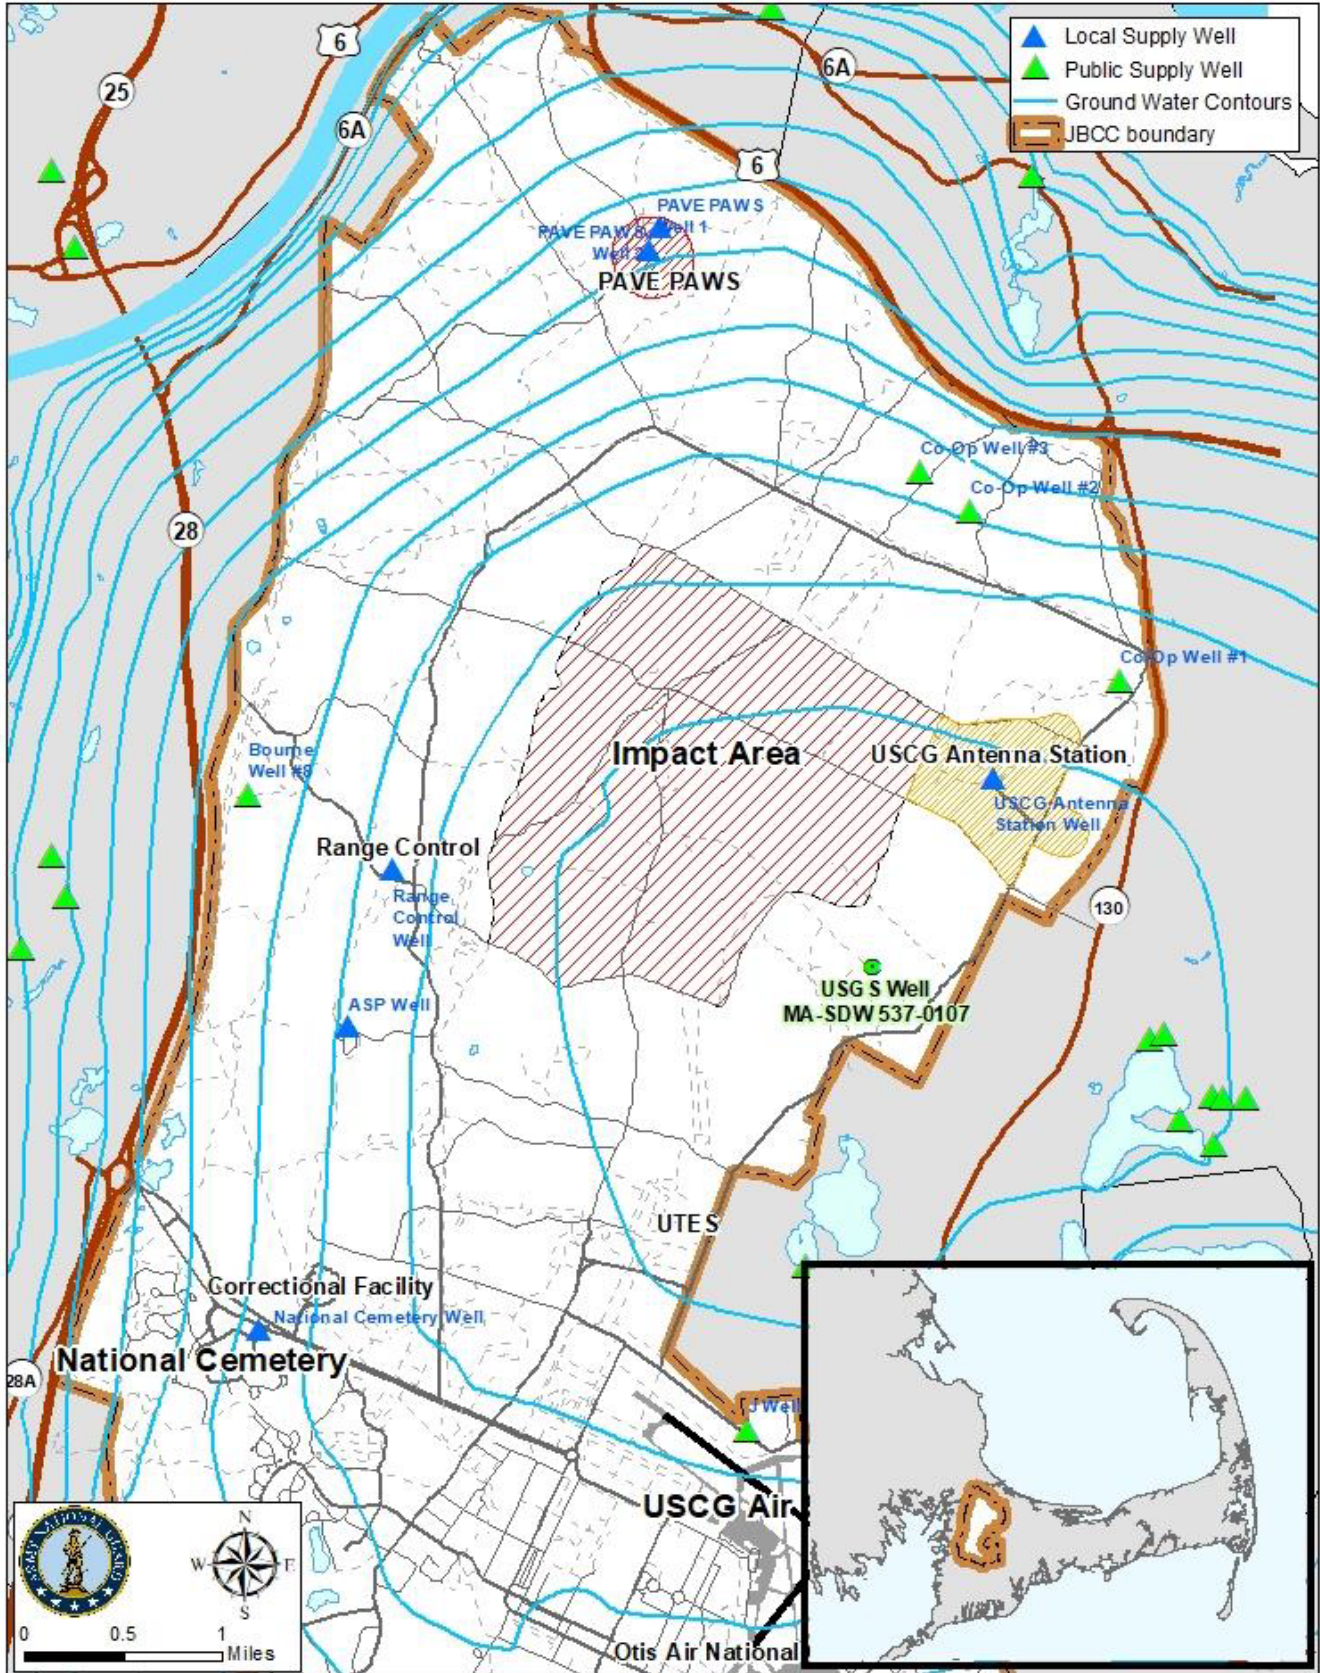 6
25
6A
6A
6
Local Supply Well
Public Supply Well
Ground Water Contours
JBCC boundary
PAVE PAWS
Well 1
PAVE PAWS
Well 2
PAVE PAWS
Co-Op Well #3
Co-Op Well #2
28
Co-Op Well #1
Impact Area
USCG Antenna Station
USCG Antenna
Station Well
Bourne
Well #8
Range Control
Range
Control
Well
130
USGS Well
MA-SDW 537-0107
ASP Well
UTES
Correctional Facility
National Cemetery Well
National Cemetery
28A
J Well
USCG Air
Otis Air National
ARMY NATIONAL GUARD
N
W
E
S
0
0.5
1
Miles